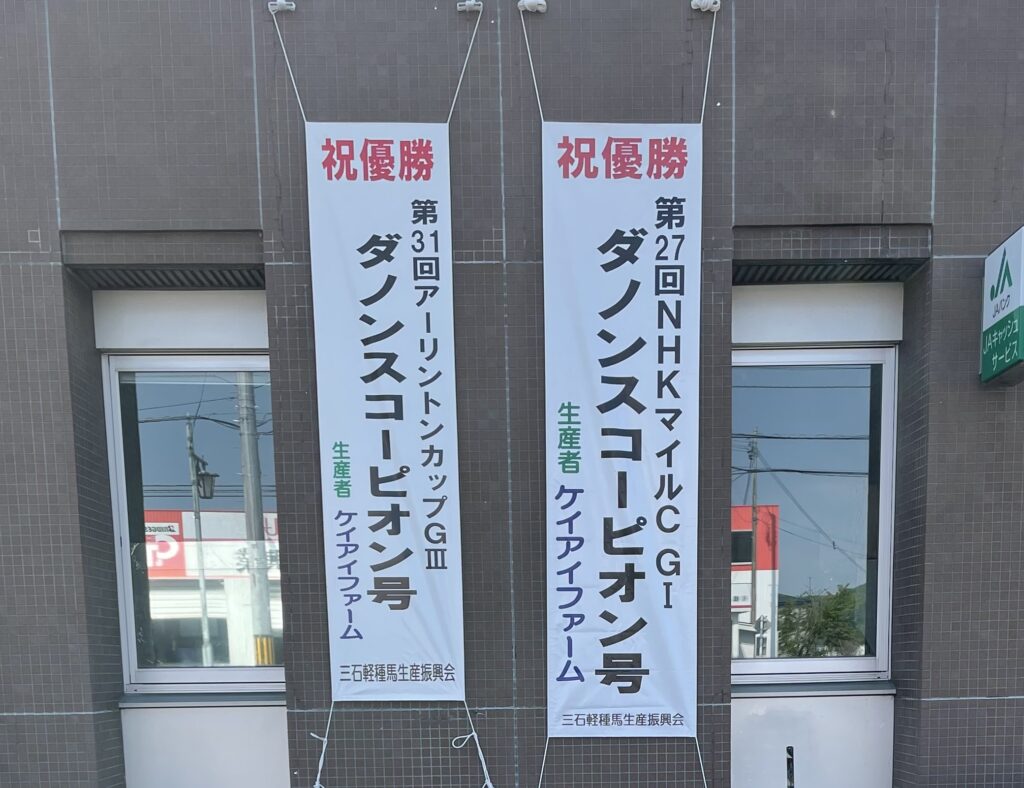 祝優勝
第31回アーリントンカップGⅢ
ダノンスコーピオン号
生産者 ケイアイファーム
三石軽種馬生産振興会
祝優勝
第27回NHKマイルC GⅠ
ダノンスコーピオン号
生産者 ケイアイファーム
三石軽種馬生産振興会
JA
JAバンク
JAキャッシュ
サービス